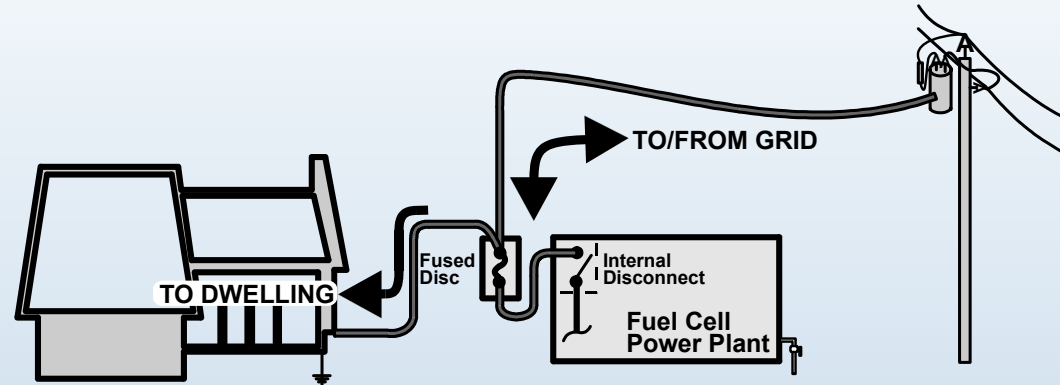 TO/FROM GRID
Fused
Disc
Internal
Disconnect
TO DWELLING
Fuel Cell
Power Plant